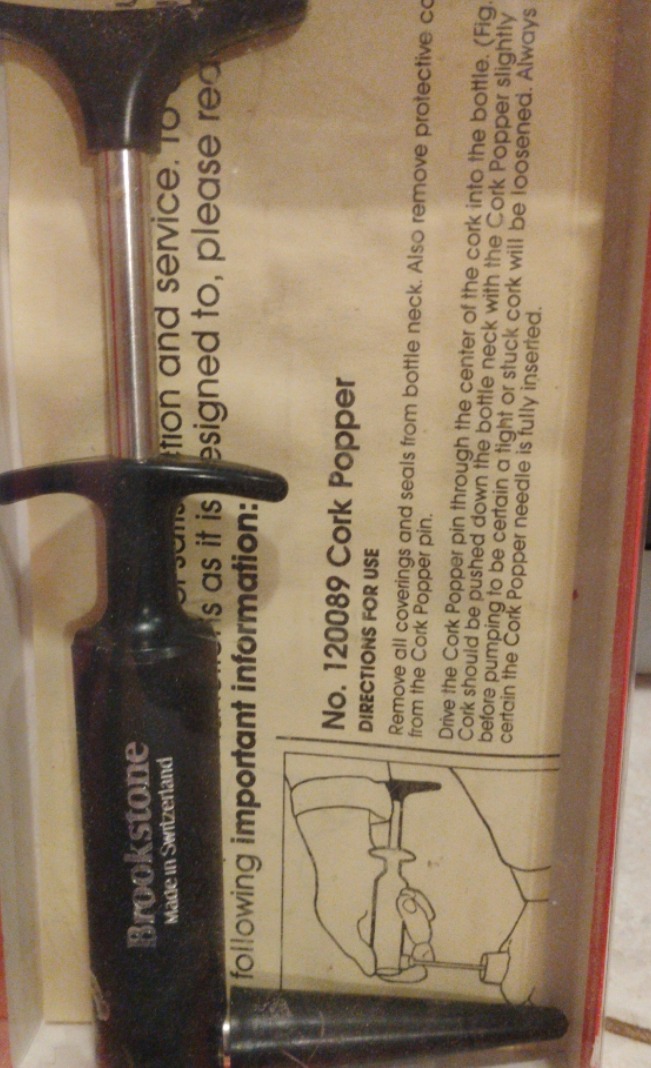 tion and service. To
esigned to, please rea
s as it is
following important information:
No. 120089 Cork Popper
DIRECTIONS FOR USE
Remove all coverings and seals from bottle neck. Also remove protective co
from the Cork Popper pin.
Drive the Cork Popper pin through the center of the cork into the bottle. (Fig.
Cork should be pushed down the bottle neck with the Cork Popper slightly
before pumping to be certain a tight or stuck cork will be loosened. Always
certain the Cork Popper needle is fully inserted.
Brookstone
Made in Switzerland